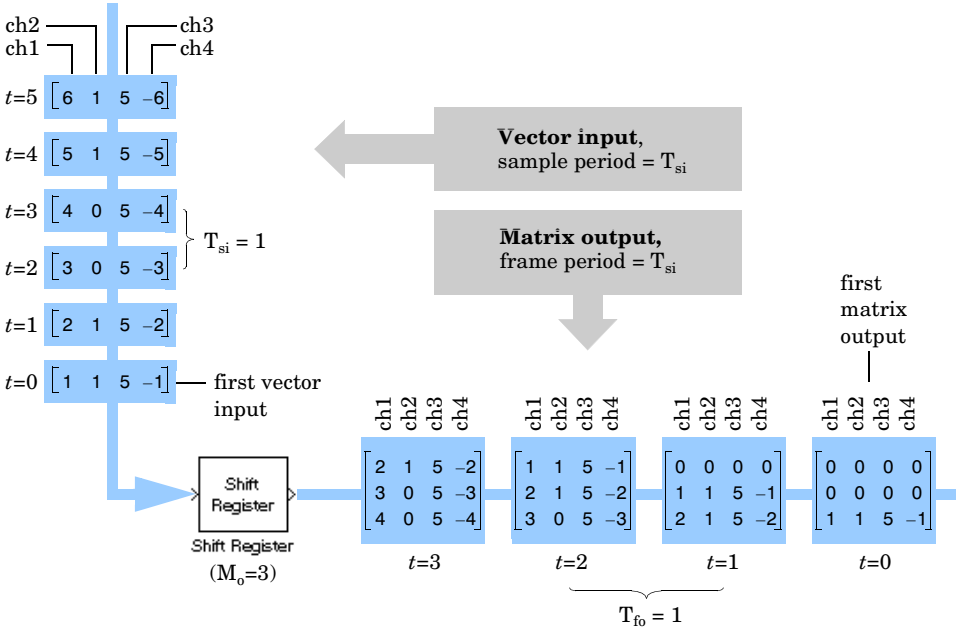 ch2
ch1
ch3
ch4
t=5 [6 1 5 −6]
t=4 [5 1 5 −5]
t=3 [4 0 5 −4]
t=2 [3 0 5 −3]
t=1 [2 1 5 −2]
t=0 [1 1 5 −1]
T_si = 1
first vector
input
Vector input,
sample period = T_si
Matrix output,
frame period = T_si
first
matrix
output
Shift
Register
Shift Register
(M_o=3)
ch1 ch2 ch3 ch4
2 1 5 −2
3 0 5 −3
4 0 5 −4
t=3
ch1 ch2 ch3 ch4
1 1 5 −1
2 1 5 −2
3 0 5 −3
t=2
ch1 ch2 ch3 ch4
0 0 0 0
1 1 5 −1
2 1 5 −2
t=1
ch1 ch2 ch3 ch4
0 0 0 0
0 0 0 0
1 1 5 −1
t=0
T_fo = 1